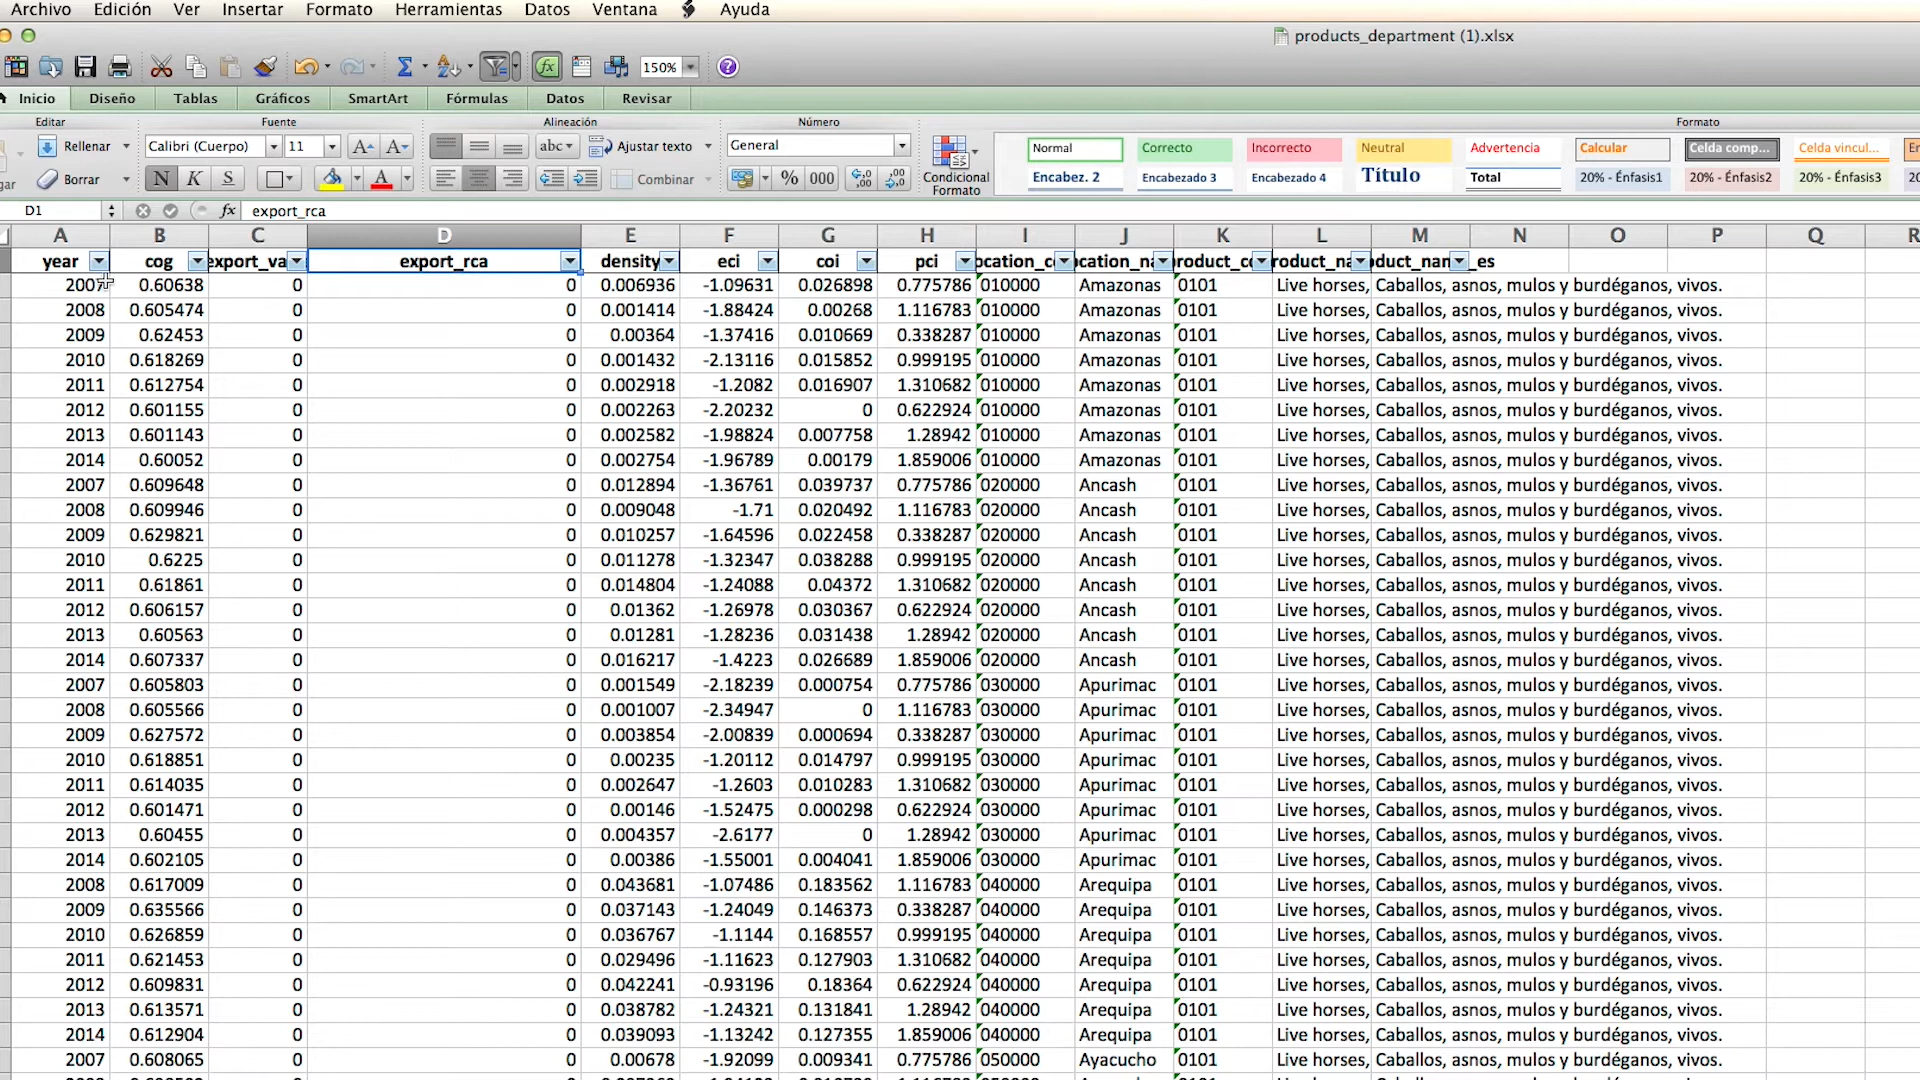 Archivo Edición Ver Insertar Formato Herramientas Datos Ventana Ayuda
products_department (1).xlsx
150%
Inicio Diseño Tablas Gráficos SmartArt Fórmulas Datos Revisar
Editar Fuente Alineación Número Formato
Rellenar Calibri (Cuerpo) 11 A A abc Ajustar texto General Normal Correcto Incorrecto Neutral Advertencia Calcular Celda comp... Celda vincul...
Borrar N K S A Combinar % 000 Condicional Formato Encabez. 2 Encabezado 3 Encabezado 4 Título Total 20% - Énfasis1 20% - Énfasis2 20% - Énfasis3
D1 fx export_rca
A B C D E F G H I J K L M N O P Q R
year cog export_va export_rca density eci coi pci ocation_c cation_na product_co roduct_na duct_nam _es
2007 0.60638 0 0 0.006936 -1.09631 0.026898 0.775786 010000 Amazonas 0101 Live horses, Caballos, asnos, mulos y burdéganos, vivos.
2008 0.605474 0 0 0.001414 -1.88424 0.00268 1.116783 010000 Amazonas 0101 Live horses, Caballos, asnos, mulos y burdéganos, vivos.
2009 0.62453 0 0 0.00364 -1.37416 0.010669 0.338287 010000 Amazonas 0101 Live horses, Caballos, asnos, mulos y burdéganos, vivos.
2010 0.618269 0 0 0.001432 -2.13116 0.015852 0.999195 010000 Amazonas 0101 Live horses, Caballos, asnos, mulos y burdéganos, vivos.
2011 0.612754 0 0 0.002918 -1.2082 0.016907 1.310682 010000 Amazonas 0101 Live horses, Caballos, asnos, mulos y burdéganos, vivos.
2012 0.601155 0 0 0.002263 -2.20232 0 0.622924 010000 Amazonas 0101 Live horses, Caballos, asnos, mulos y burdéganos, vivos.
2013 0.601143 0 0 0.002582 -1.98824 0.007758 1.28942 010000 Amazonas 0101 Live horses, Caballos, asnos, mulos y burdéganos, vivos.
2014 0.60052 0 0 0.002754 -1.96789 0.00179 1.859006 010000 Amazonas 0101 Live horses, Caballos, asnos, mulos y burdéganos, vivos.
2007 0.609648 0 0 0.012894 -1.36761 0.039737 0.775786 020000 Ancash 0101 Live horses, Caballos, asnos, mulos y burdéganos, vivos.
2008 0.609946 0 0 0.009048 -1.71 0.020492 1.116783 020000 Ancash 0101 Live horses, Caballos, asnos, mulos y burdéganos, vivos.
2009 0.629821 0 0 0.010257 -1.64596 0.022458 0.338287 020000 Ancash 0101 Live horses, Caballos, asnos, mulos y burdéganos, vivos.
2010 0.6225 0 0 0.011278 -1.32347 0.038288 0.999195 020000 Ancash 0101 Live horses, Caballos, asnos, mulos y burdéganos, vivos.
2011 0.61861 0 0 0.014804 -1.24088 0.04372 1.310682 020000 Ancash 0101 Live horses, Caballos, asnos, mulos y burdéganos, vivos.
2012 0.606157 0 0 0.01362 -1.26978 0.030367 0.622924 020000 Ancash 0101 Live horses, Caballos, asnos, mulos y burdéganos, vivos.
2013 0.60563 0 0 0.01281 -1.28236 0.031438 1.28942 020000 Ancash 0101 Live horses, Caballos, asnos, mulos y burdéganos, vivos.
2014 0.607337 0 0 0.016217 -1.4223 0.026689 1.859006 020000 Ancash 0101 Live horses, Caballos, asnos, mulos y burdéganos, vivos.
2007 0.605803 0 0 0.001549 -2.18239 0.000754 0.775786 030000 Apurimac 0101 Live horses, Caballos, asnos, mulos y burdéganos, vivos.
2008 0.605566 0 0 0.001007 -2.34947 0 1.116783 030000 Apurimac 0101 Live horses, Caballos, asnos, mulos y burdéganos, vivos.
2009 0.627572 0 0 0.003854 -2.00839 0.000694 0.338287 030000 Apurimac 0101 Live horses, Caballos, asnos, mulos y burdéganos, vivos.
2010 0.618851 0 0 0.00235 -1.20112 0.014797 0.999195 030000 Apurimac 0101 Live horses, Caballos, asnos, mulos y burdéganos, vivos.
2011 0.614035 0 0 0.002647 -1.2603 0.010283 1.310682 030000 Apurimac 0101 Live horses, Caballos, asnos, mulos y burdéganos, vivos.
2012 0.601471 0 0 0.00146 -1.52475 0.000298 0.622924 030000 Apurimac 0101 Live horses, Caballos, asnos, mulos y burdéganos, vivos.
2013 0.60455 0 0 0.004357 -2.6177 0 1.28942 030000 Apurimac 0101 Live horses, Caballos, asnos, mulos y burdéganos, vivos.
2014 0.602105 0 0 0.00386 -1.55001 0.004041 1.859006 030000 Apurimac 0101 Live horses, Caballos, asnos, mulos y burdéganos, vivos.
2008 0.617009 0 0 0.043681 -1.07486 0.183562 1.116783 040000 Arequipa 0101 Live horses, Caballos, asnos, mulos y burdéganos, vivos.
2009 0.635566 0 0 0.037143 -1.24049 0.146373 0.338287 040000 Arequipa 0101 Live horses, Caballos, asnos, mulos y burdéganos, vivos.
2010 0.626859 0 0 0.036767 -1.1144 0.168557 0.999195 040000 Arequipa 0101 Live horses, Caballos, asnos, mulos y burdéganos, vivos.
2011 0.621453 0 0 0.029496 -1.11623 0.127903 1.310682 040000 Arequipa 0101 Live horses, Caballos, asnos, mulos y burdéganos, vivos.
2012 0.609831 0 0 0.042241 -0.93196 0.18364 0.622924 040000 Arequipa 0101 Live horses, Caballos, asnos, mulos y burdéganos, vivos.
2013 0.613571 0 0 0.038782 -1.24321 0.131841 1.28942 040000 Arequipa 0101 Live horses, Caballos, asnos, mulos y burdéganos, vivos.
2014 0.612904 0 0 0.039093 -1.13242 0.127355 1.859006 040000 Arequipa 0101 Live horses, Caballos, asnos, mulos y burdéganos, vivos.
2007 0.608065 0 0 0.00678 -1.92099 0.009341 0.775786 050000 Ayacucho 0101 Live horses, Caballos, asnos, mulos y burdéganos, vivos.